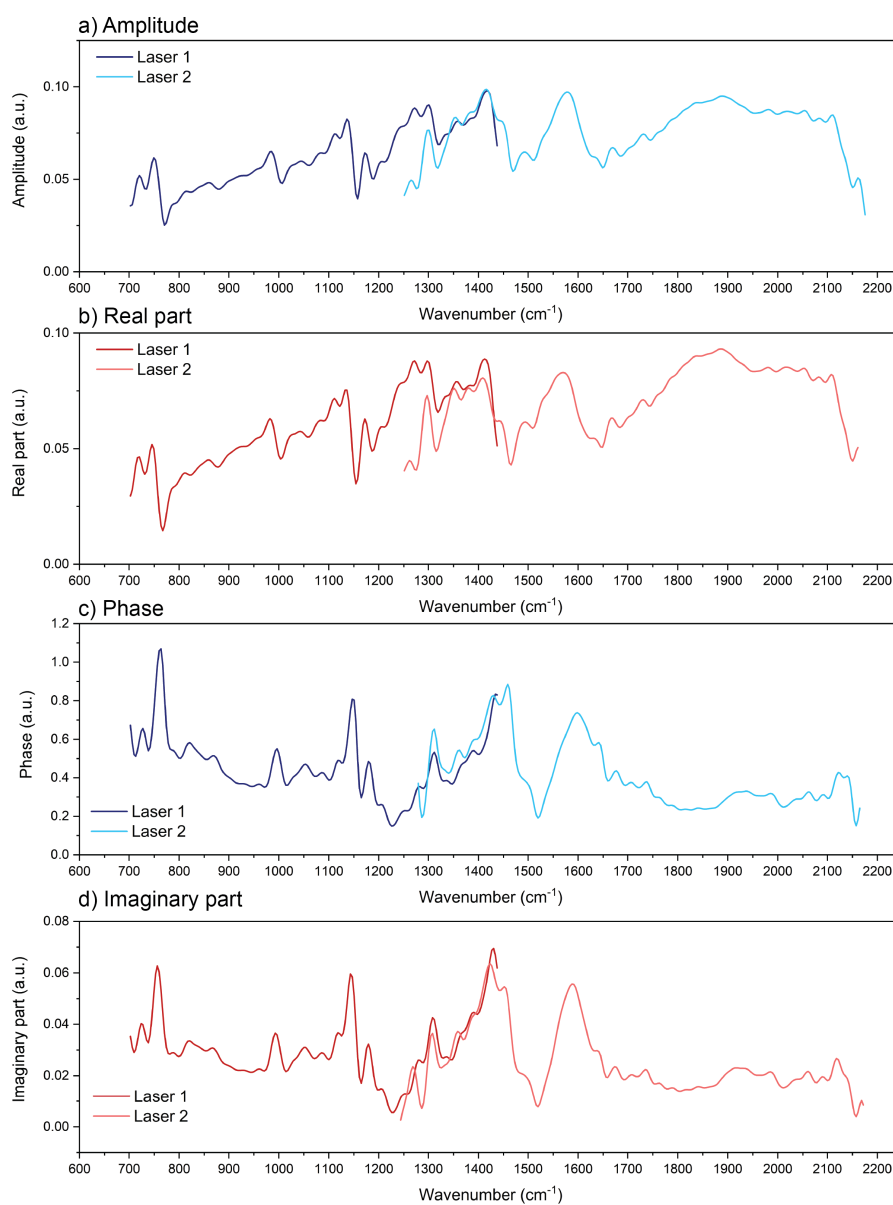 a) Amplitude
Laser 1
Laser 2
Amplitude (a.u.)
0.10
0.05
0.00
600 700 800 900 1000 1100 1200 1300 1400 1500 1600 1700 1800 1900 2000 2100 2200
Wavenumber (cm⁻¹)
b) Real part
Laser 1
Laser 2
Real part (a.u.)
0.10
0.05
0.00
600 700 800 900 1000 1100 1200 1300 1400 1500 1600 1700 1800 1900 2000 2100 2200
Wavenumber (cm⁻¹)
c) Phase
Phase (a.u.)
1.2
1.0
0.8
0.6
0.4
0.2
0.0
Laser 1
Laser 2
600 700 800 900 1000 1100 1200 1300 1400 1500 1600 1700 1800 1900 2000 2100 2200
Wavenumber (cm⁻¹)
d) Imaginary part
Imaginary part (a.u.)
0.08
0.06
0.04
0.02
0.00
Laser 1
Laser 2
600 700 800 900 1000 1100 1200 1300 1400 1500 1600 1700 1800 1900 2000 2100 2200
Wavenumber (cm⁻¹)